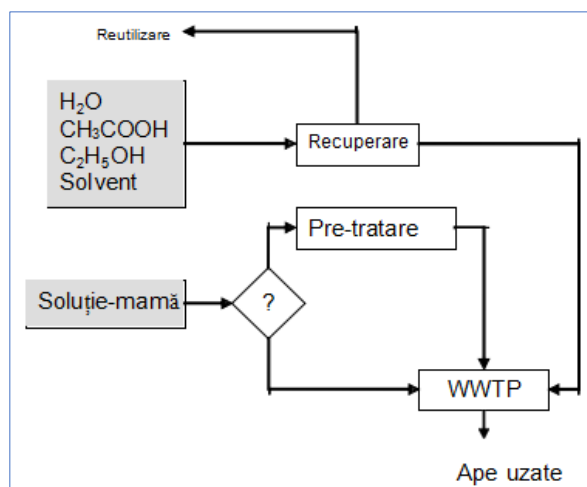 Reutilizare
H₂O
CH₃COOH
C₂H₅OH
Solvent
Recuperare
Pre-tratare
Soluție-mamă
?
WWTP
Ape uzate